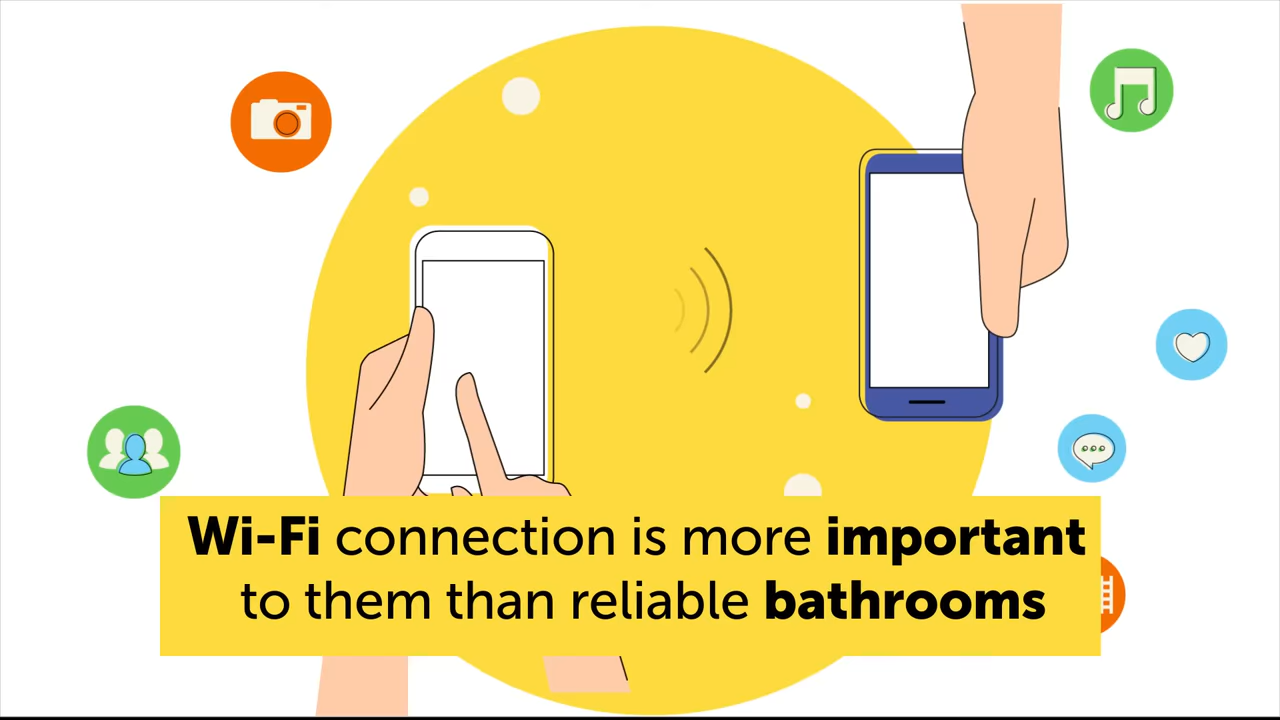 Wi-Fi connection is more important
to them than reliable bathrooms